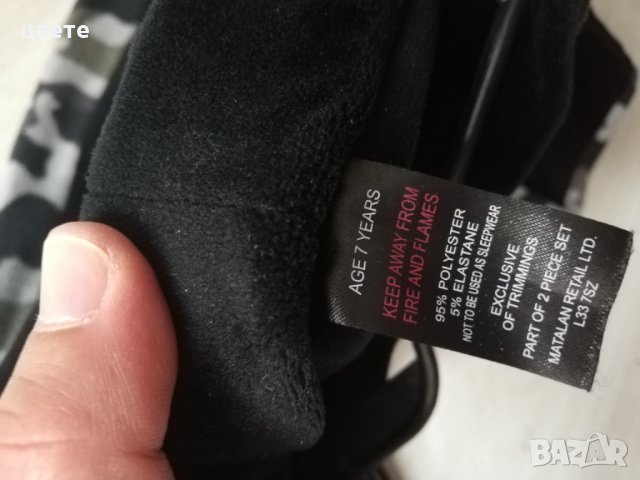 цвете
AGE 7 YEARS
KEEP AWAY FROM
FIRE AND FLAMES
95% POLYESTER
5% ELASTANE
NOT TO BE USED AS SLEEPWEAR
EXCLUSIVE
OF TRIMMINGS
PART OF 2 PIECE SET
MATALAN RETAIL LTD.
L33 7SZ
BAZAR